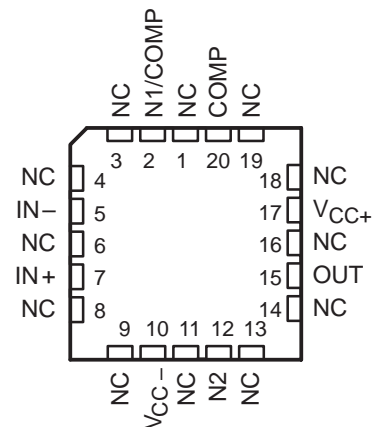 NC
N1/COMP
NC
COMP
NC
3 2 1 20 19
NC 4
IN− 5
NC 6
IN+ 7
NC 8
18 NC
17 VCC+
16 NC
15 OUT
14 NC
9 10 11 12 13
NC
VCC−
NC
N2
NC